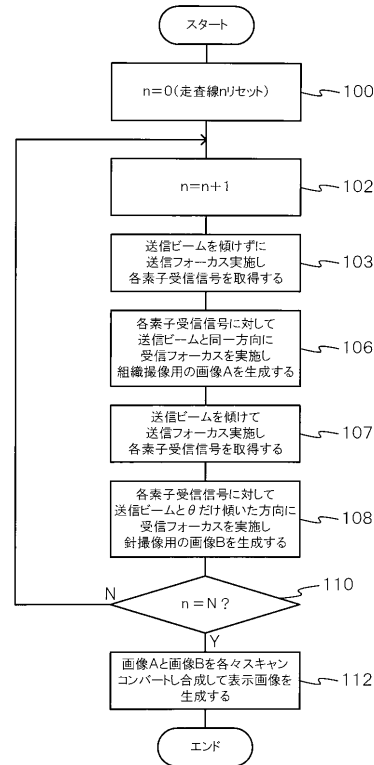 スタート
n=0(走査線nリセット)
100
n=n+1
102
送信ビームを傾けずに
送信フォーカス実施し
各素子受信信号を取得する
103
各素子受信信号に対して
送信ビームと同一方向に
受信フォーカスを実施し
組織撮像用の画像Aを生成する
106
送信ビームを傾けて
送信フォーカス実施し
各素子受信信号を取得する
107
各素子受信信号に対して
送信ビームとθだけ傾いた方向に
受信フォーカスを実施し
針撮像用の画像Bを生成する
108
N
n=N?
110
Y
画像Aと画像Bを各々スキャン
コンバートし合成して表示画像を
生成する
112
エンド